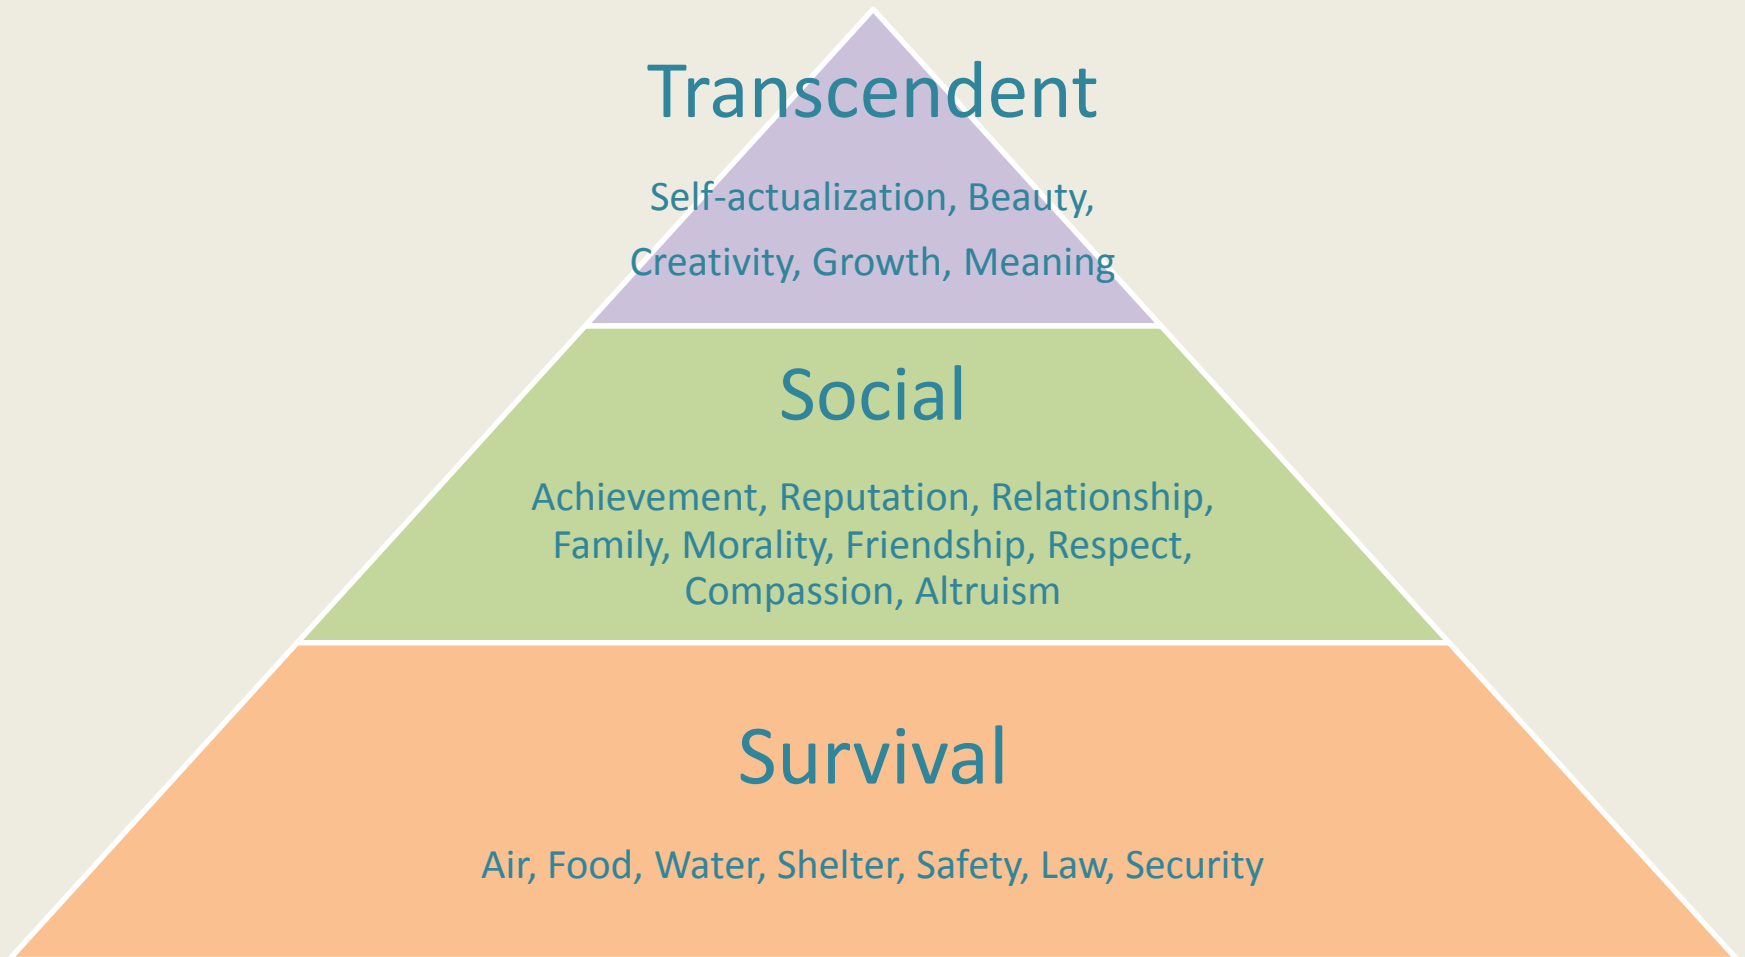 Transcendent
Self-actualization, Beauty,
Creativity, Growth, Meaning
Social
Achievement, Reputation, Relationship,
Family, Morality, Friendship, Respect,
Compassion, Altruism
Survival
Air, Food, Water, Shelter, Safety, Law, Security